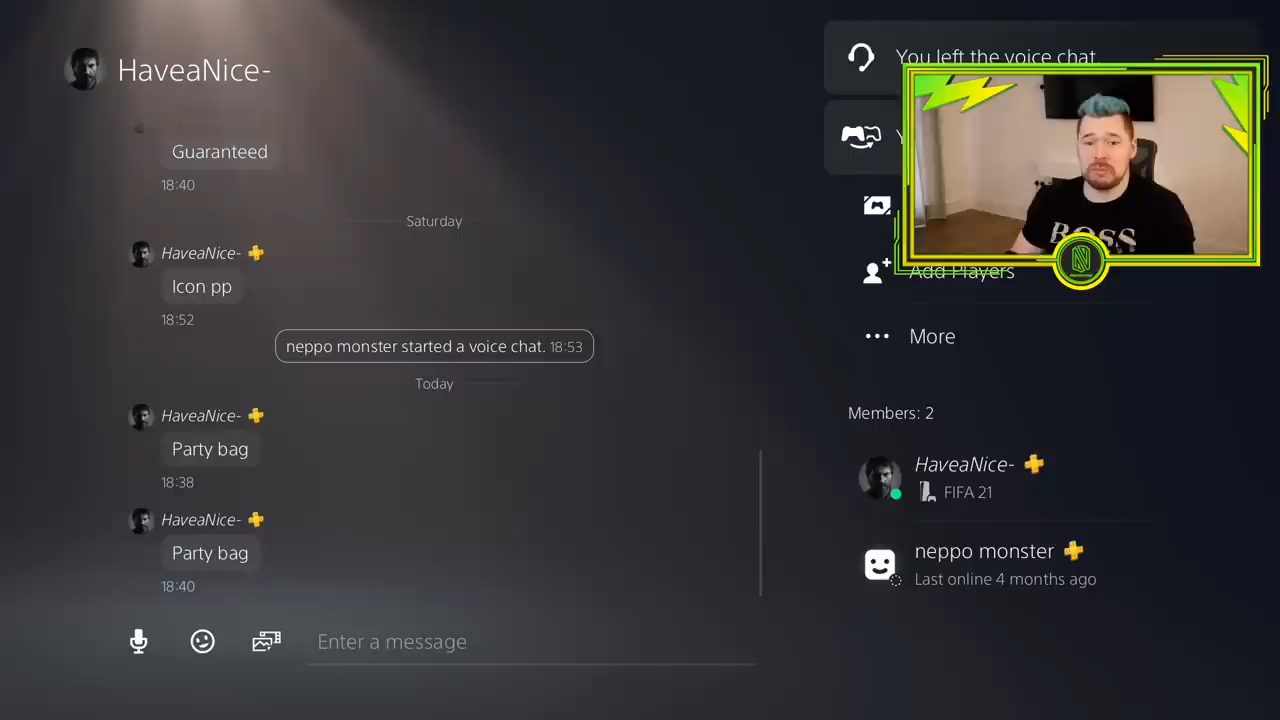 HaveaNice-
Guaranteed
18:40
Saturday
HaveaNice-
Icon pp
18:52
neppo monster started a voice chat. 18:53
Today
HaveaNice-
Party bag
18:38
HaveaNice-
Party bag
18:40
Enter a message
You left the voice chat.
BOSS
Add Players
More
Members: 2
HaveaNice-
FIFA 21
neppo monster
Last online 4 months ago